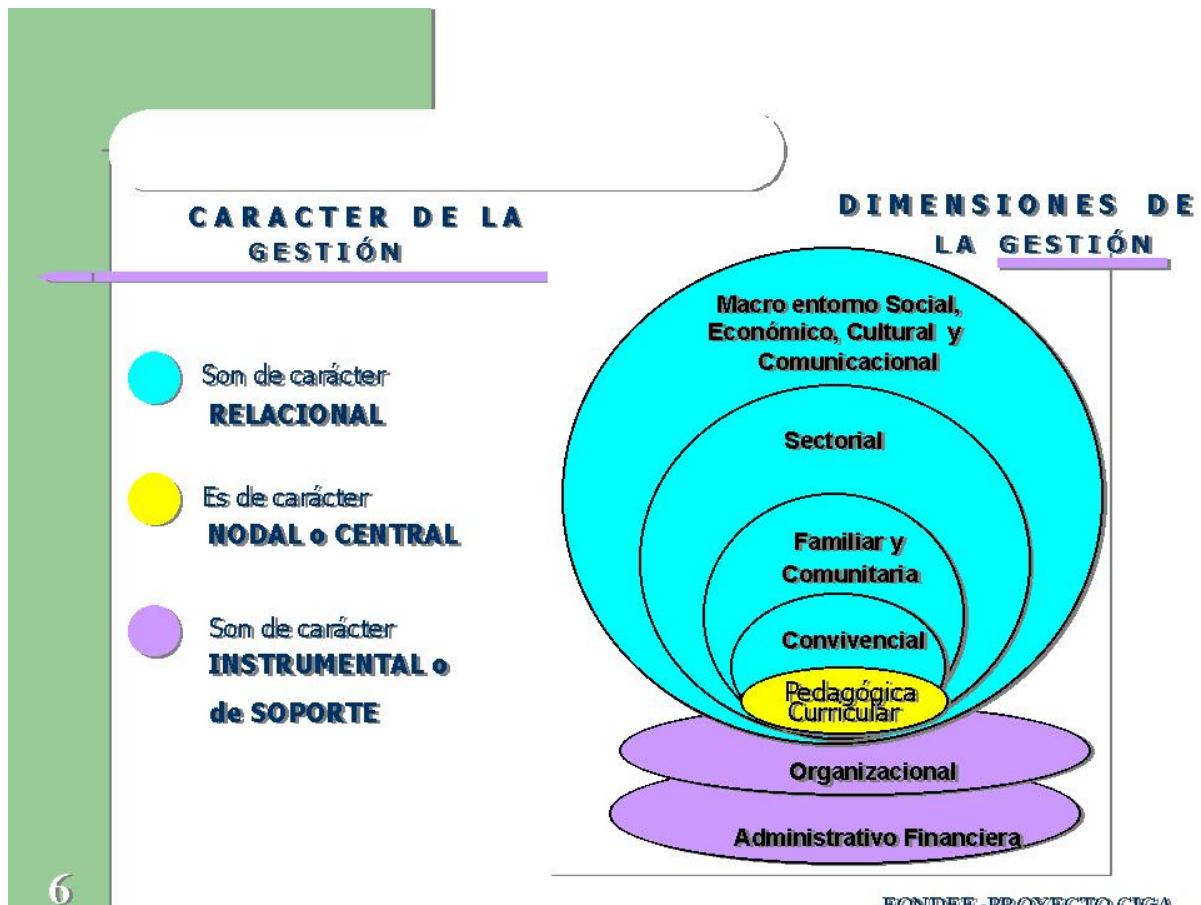 CARACTER DE LA
GESTIÓN
Son de carácter
RELACIONAL
Es de carácter
NODAL o CENTRAL
Son de carácter
INSTRUMENTAL o
de SOPORTE
DIMENSIONES DE
LA GESTIÓN
Macro entorno Social,
Económico, Cultural y
Comunicacional
Sectorial
Familiar y
Comunitaria
Convivencial
Pedagógica
Curricular
Organizacional
Administrativo Financiera
6